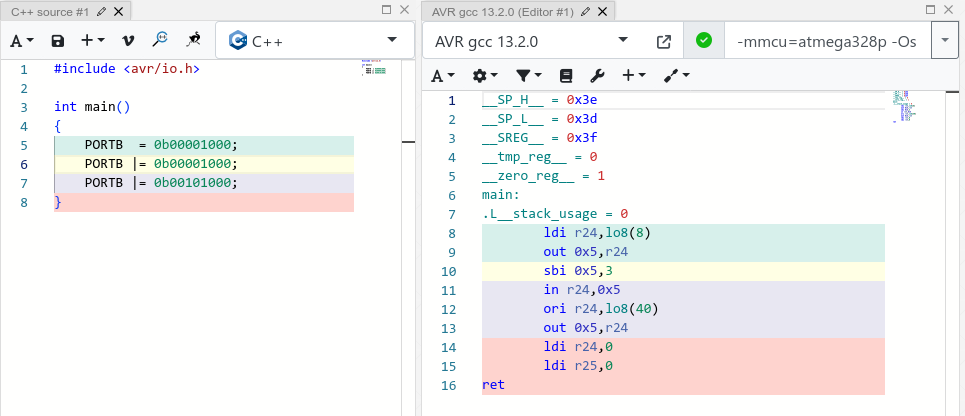 C++ source #1
A
C++
1 #include <avr/io.h>
2
3 int main()
4 {
5 PORTB  = 0b00001000;
6 PORTB |= 0b00001000;
7 PORTB |= 0b00101000;
8 }
AVR gcc 13.2.0 (Editor #1)
AVR gcc 13.2.0
-mmcu=atmega328p -Os
A
1 __SP_H__ = 0x3e
2 __SP_L__ = 0x3d
3 __SREG__ = 0x3f
4 __tmp_reg__ = 0
5 __zero_reg__ = 1
6 main:
7 .L__stack_usage = 0
8 ldi r24,lo8(8)
9 out 0x5,r24
10 sbi 0x5,3
11 in r24,0x5
12 ori r24,lo8(40)
13 out 0x5,r24
14 ldi r24,0
15 ldi r25,0
16 ret